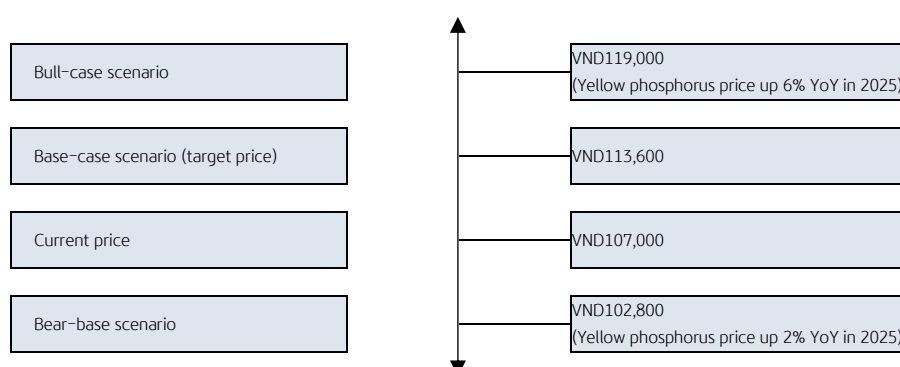 Bull-case scenario
VND119,000
(Yellow phosphorus price up 6% YoY in 2025)
Base-case scenario (target price)
VND113,600
Current price
VND107,000
Bear-base scenario
VND102,800
(Yellow phosphorus price up 2% YoY in 2025)